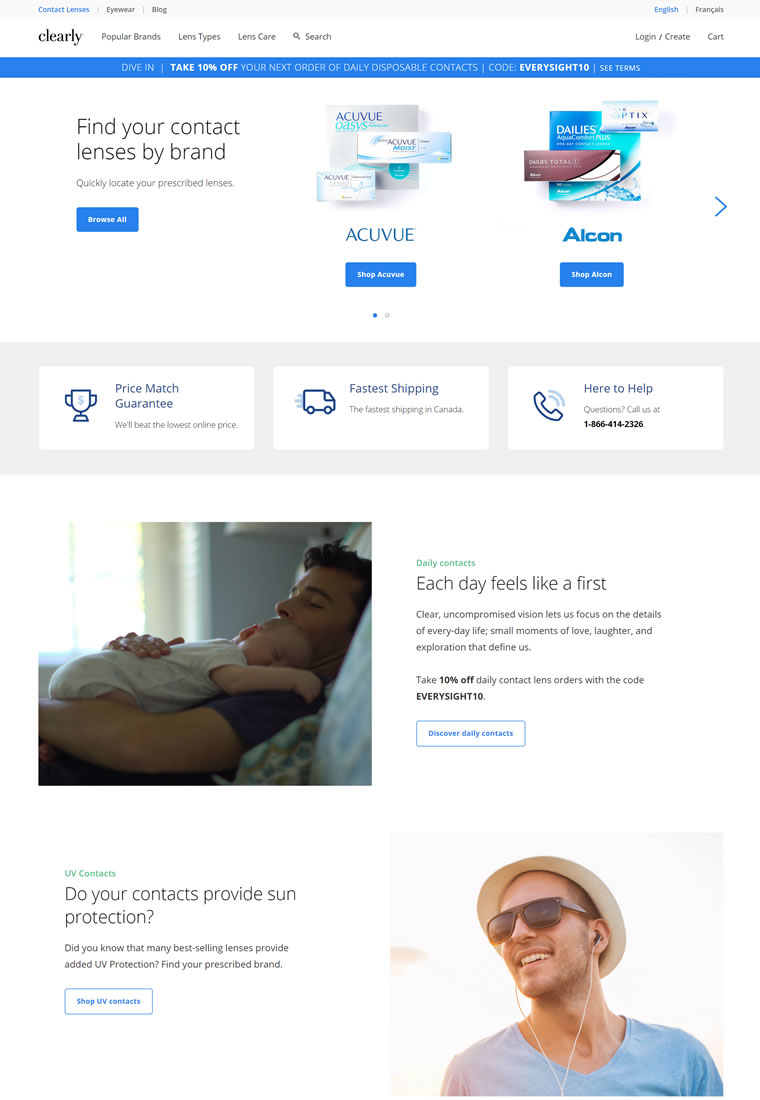 Contact Lenses | Eyewear | Blog
English | Français
clearly
Popular Brands
Lens Types
Lens Care
Search
Login / Create
Cart
DIVE IN | TAKE 10% OFF YOUR NEXT ORDER OF DAILY DISPOSABLE CONTACTS | CODE: EVERYSIGHT10 | SEE TERMS
Find your contact
lenses by brand
Quickly locate your prescribed lenses.
Browse All
ACUVUE
OASYS
ACUVUE
MOIST
ACUVUE
Shop Acuvue
OPTIX
Alcon
DAILIES
AquaComfort PLUS
DAILIES TOTAL 1
Alcon
Shop Alcon
Price Match
Guarantee
We'll beat the lowest online price.
Fastest Shipping
The fastest shipping in Canada.
Here to Help
Questions? Call us at
1-866-414-2326.
Daily contacts
Each day feels like a first
Clear, uncompromised vision lets us focus on the details
of every-day life; small moments of love, laughter, and
exploration that define us.
Take 10% off daily contact lens orders with the code
EVERYSIGHT10.
Discover daily contacts
UV Contacts
Do your contacts provide sun
protection?
Did you know that many best-selling lenses provide
added UV Protection? Find your prescribed brand.
Shop UV contacts